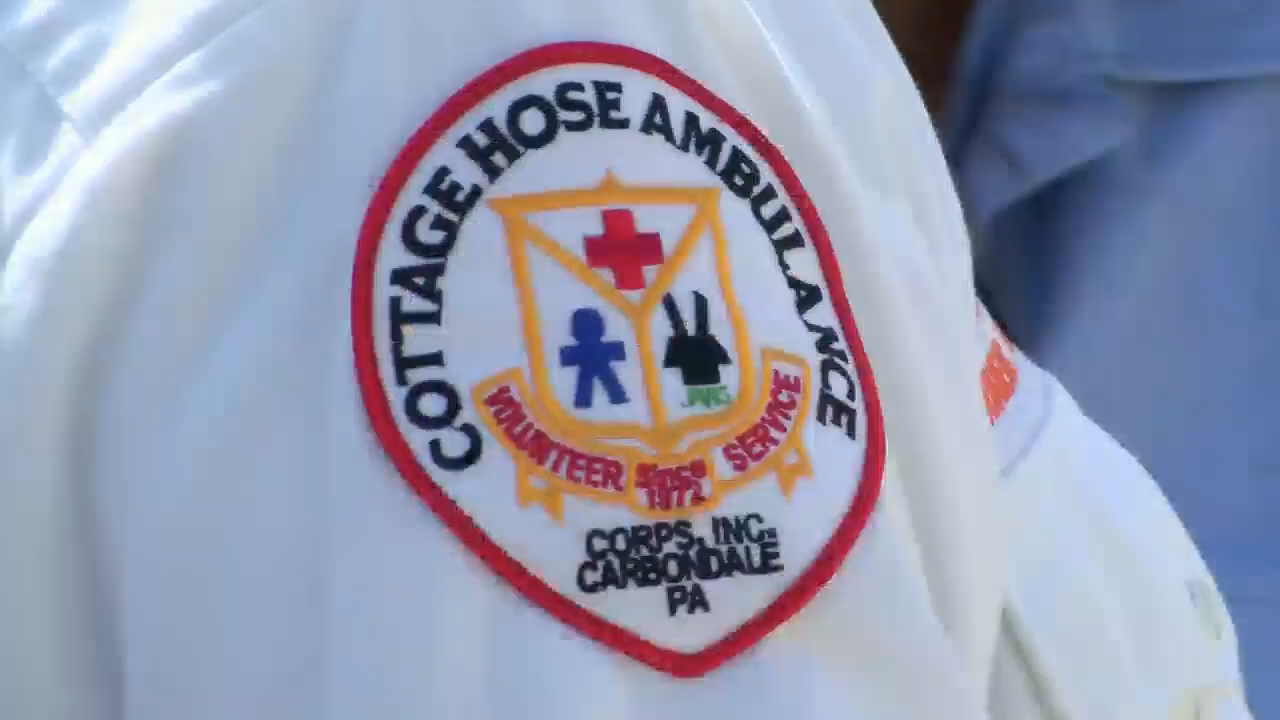 COTTAGE HOSE AMBULANCE
VOLUNTEER SERVICE
Since
1972
CORPS, INC.
CARBONDALE
PA